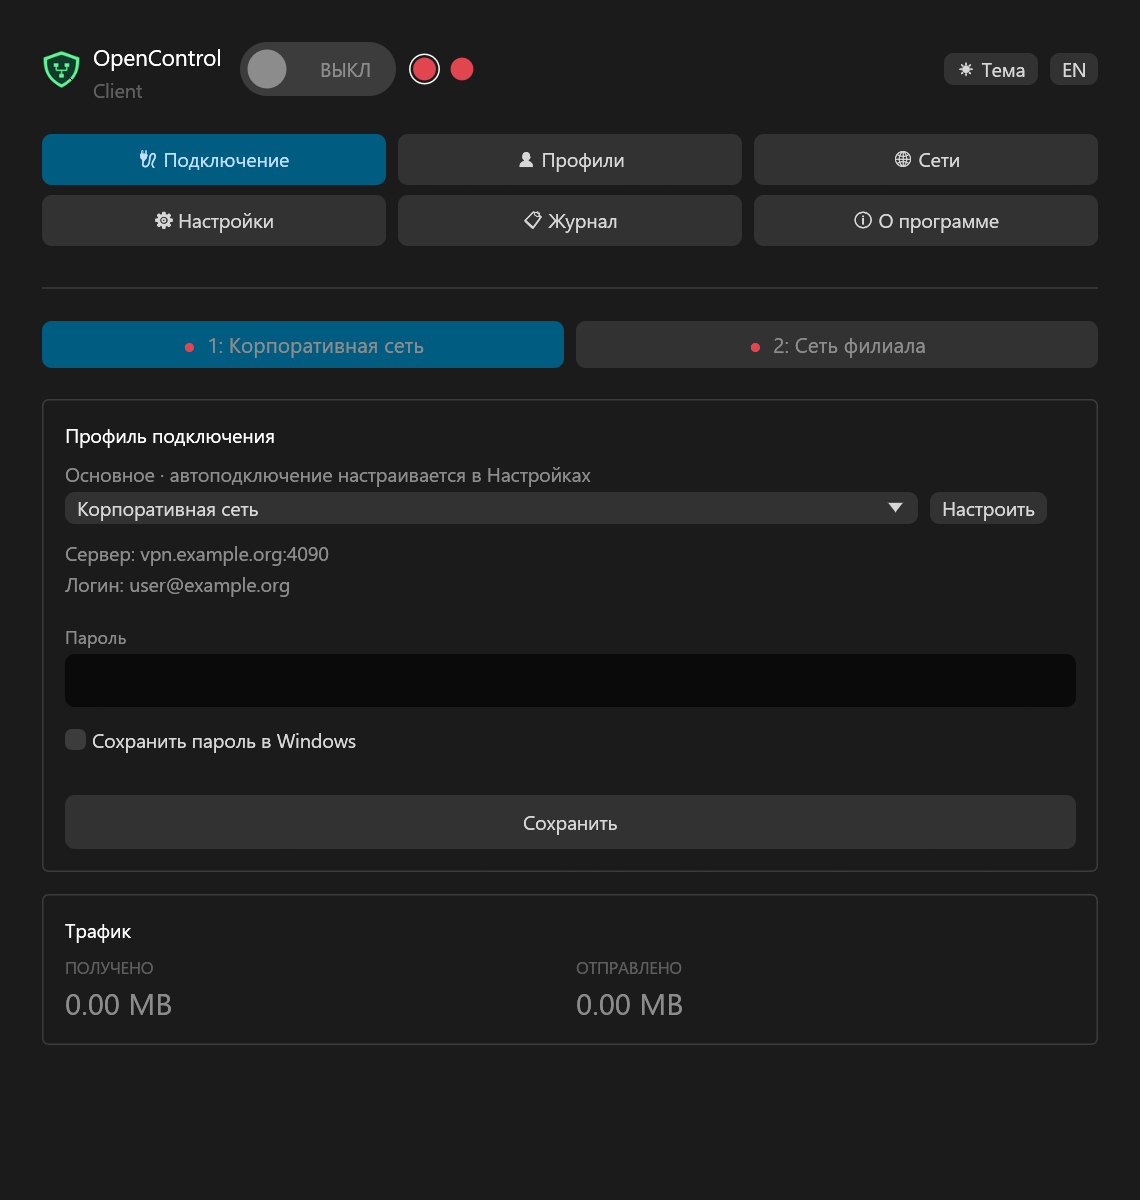 OpenControl
Client
ВЫКЛ
Тема
EN
Подключение
Профили
Сети
Настройки
Журнал
О программе
1: Корпоративная сеть
2: Сеть филиала
Профиль подключения
Основное · автоподключение настраивается в Настройках
Корпоративная сеть
Настроить
Сервер: vpn.example.org:4090
Логин: user@example.org
Пароль
Сохранить пароль в Windows
Сохранить
Трафик
ПОЛУЧЕНО
ОТПРАВЛЕНО
0.00 MB
0.00 MB